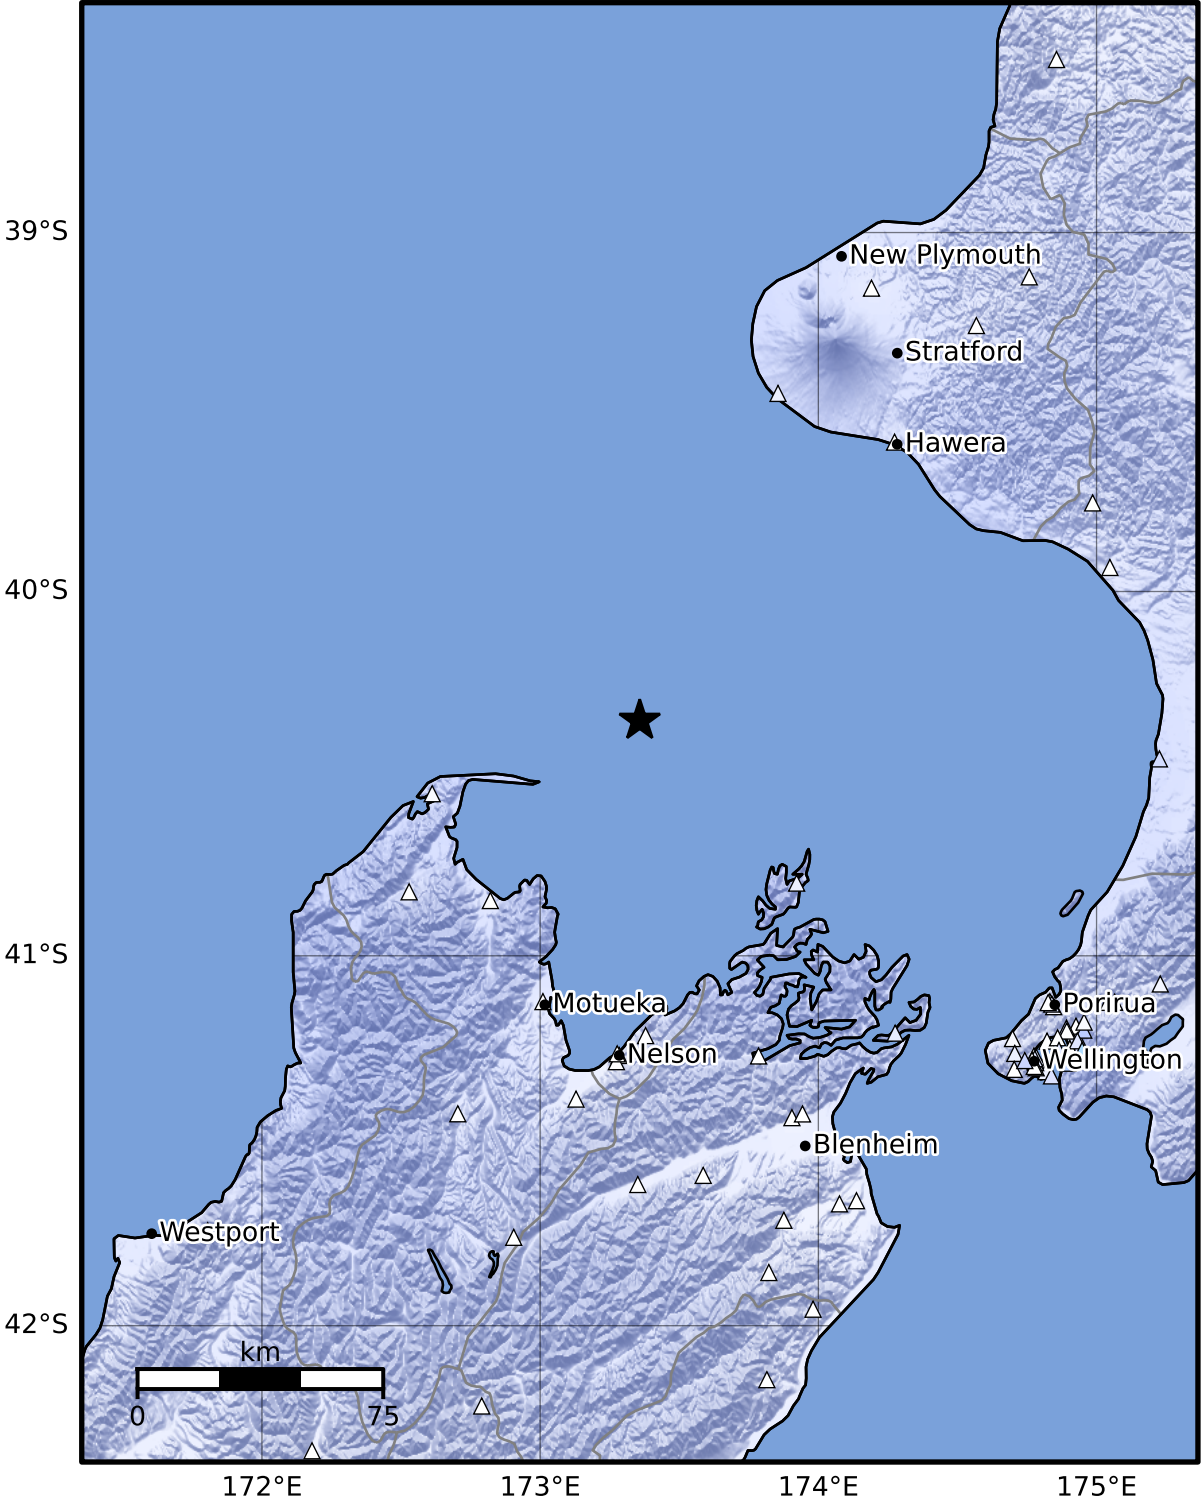 39°S
New Plymouth
Stratford
Hawera
40°S
41°S
Motueka
Porirua
Nelson
Wellington
Blenheim
Westport
42°S
km
0 75
172°E 173°E 174°E 175°E